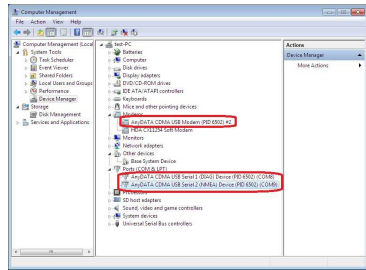 Computer Management
File Action View Help
Computer Management (Local
System Tools
Task Scheduler
Event Viewer
Shared Folders
Local Users and Groups
Performance
Device Manager
Storage
Disk Management
Services and Applications
test-PC
Batteries
Computer
Disk drives
Display adapters
DVD/CD-ROM drives
IDE ATA/ATAPI controllers
Keyboards
Mice and other pointing devices
Modems
AnyDATA CDMA USB Modem (PID 6502) #2
HDA CX11254 Soft Modem
Monitors
Network adapters
Other devices
Base System Device
Ports (COM & LPT)
AnyDATA CDMA USB Serial.1 (DIAG) Device (PID 6502) (COM8)
AnyDATA CDMA USB Serial.2 (NMEA) Device (PID 6502) (COM9)
Processors
SD host adapters
Sound, video and game controllers
System devices
Universal Serial Bus controllers
Actions
Device Manager
More Actions